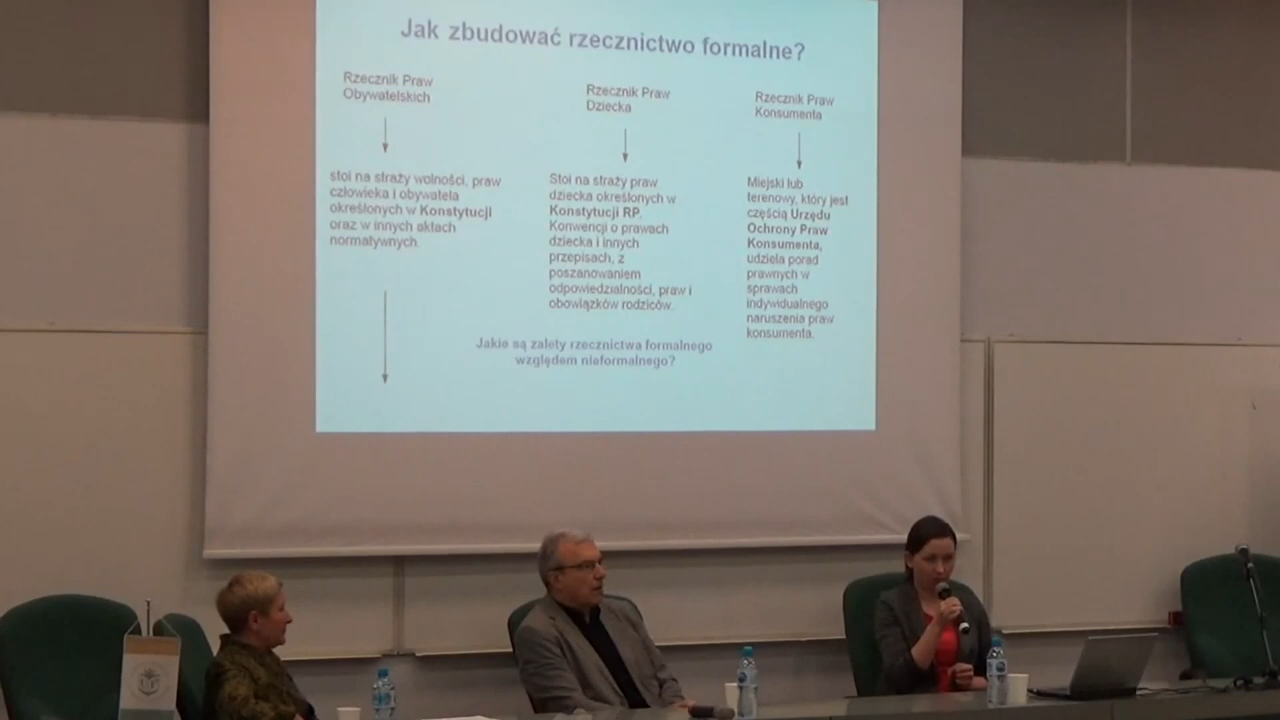 Jak zbudować rzecznictwo formalne?
Rzecznik Praw
Obywatelskich
stoi na straży wolności, praw
człowieka i obywatela
określonych w Konstytucji
oraz w innych aktach
normatywnych.
Rzecznik Praw
Dziecka
Stoi na straży praw
dziecka określonych w
Konstytucji RP,
Konwencji o prawach
dziecka i innych
przepisach, z
poszanowaniem
odpowiedzialności, praw i
obowiązków rodziców.
Rzecznik Praw
Konsumenta
Miejski lub
terenowy, który jest
częścią Urzędu
Ochrony Praw
Konsumenta,
udziela porad
prawnych w
sprawach
indywidualnego
naruszenia praw
konsumenta.
Jakie są zalety rzecznictwa formalnego
względem nieformalnego?